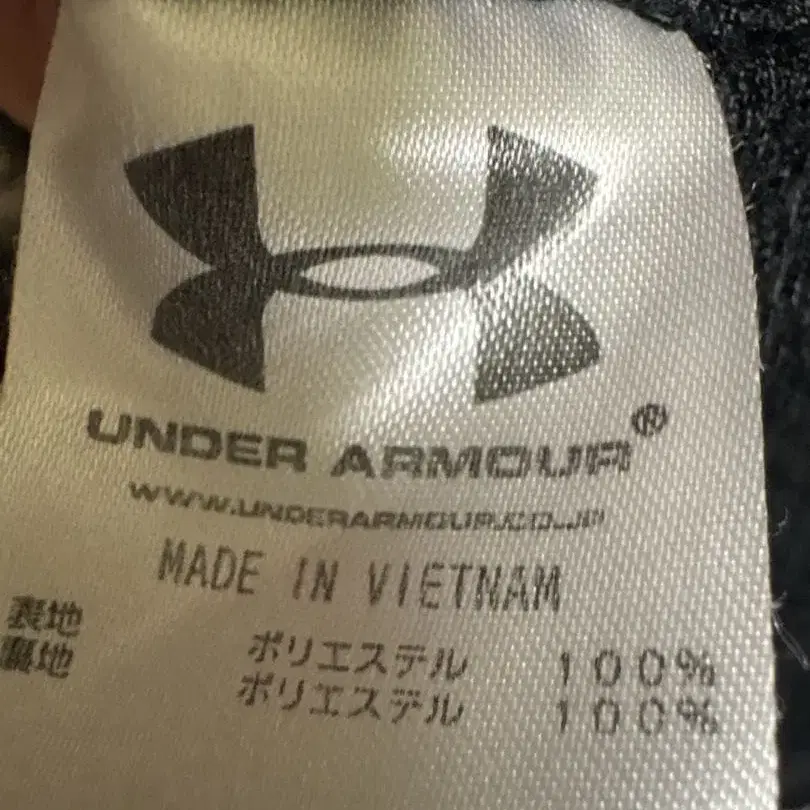 UNDER ARMOUR®
WWW.UNDERARMOUR.CO.JP
MADE IN VIETNAM
表地 ポリエステル 100%
裏地 ポリエステル 100%